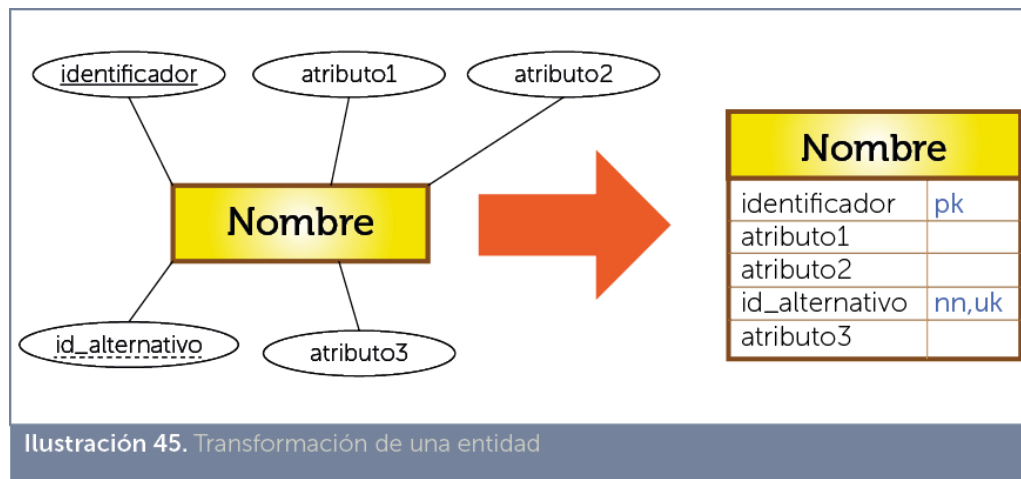 identificador
atributo1
atributo2
Nombre
id_alternativo
atributo3
Nombre
identificador pk
atributo1
atributo2
id_alternativo nn,uk
atributo3
Ilustración 45. Transformación de una entidad